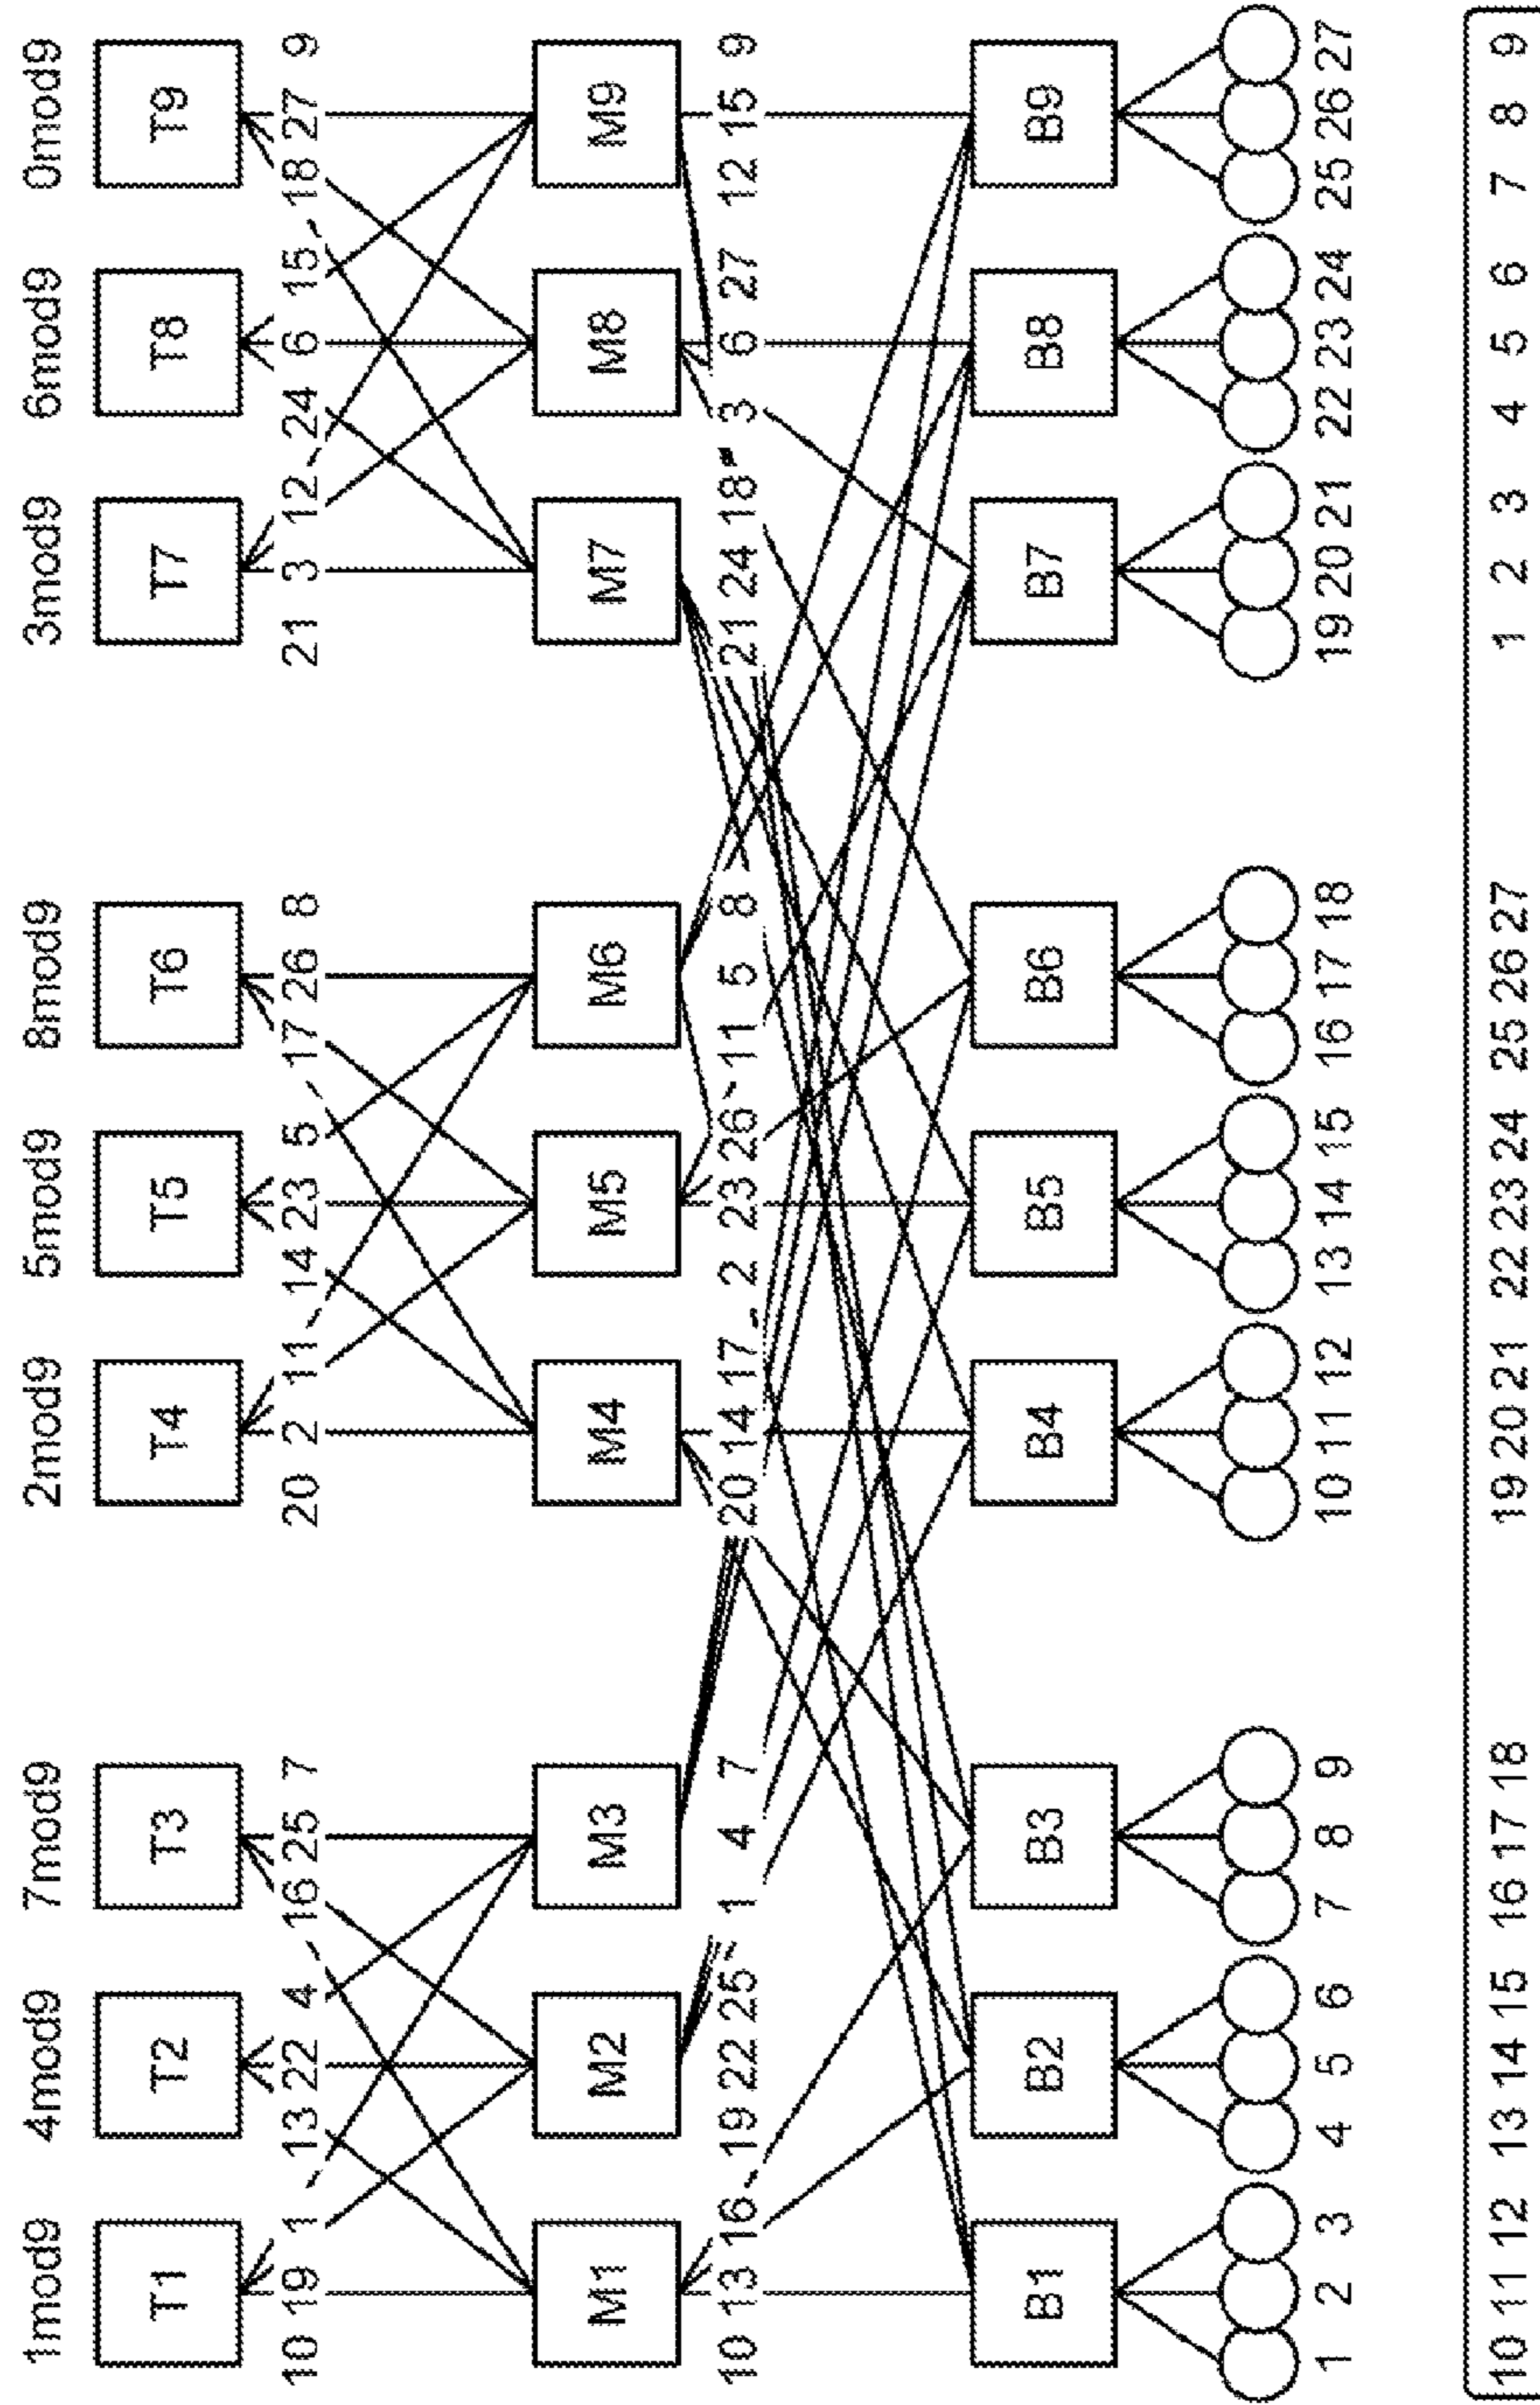 1mod9 4mod9 7mod9 2mod9 5mod9 8mod9 3mod9 6mod9 0mod9
T1 T2 T3 T4 T5 T6 T7 T8 T9
10 19 1 13 22 4 16 25 7 20 2 11 14 23 5 17 26 8 21 3 12 24 6 15 18 27 9
M1 M2 M3 M4 M5 M6 M7 M8 M9
10 13 16 19 22 25 1 4 7 20 14 17 2 23 26 11 5 8 21 24 18 3 6 27 12 15 9
B1 B2 B3 B4 B5 B6 B7 B8 B9
1 2 3 4 5 6 7 8 9 10 11 12 13 14 15 16 17 18 19 20 21 22 23 24 25 26 27
10 11 12 13 14 15 16 17 18 19 20 21 22 23 24 25 26 27 1 2 3 4 5 6 7 8 9